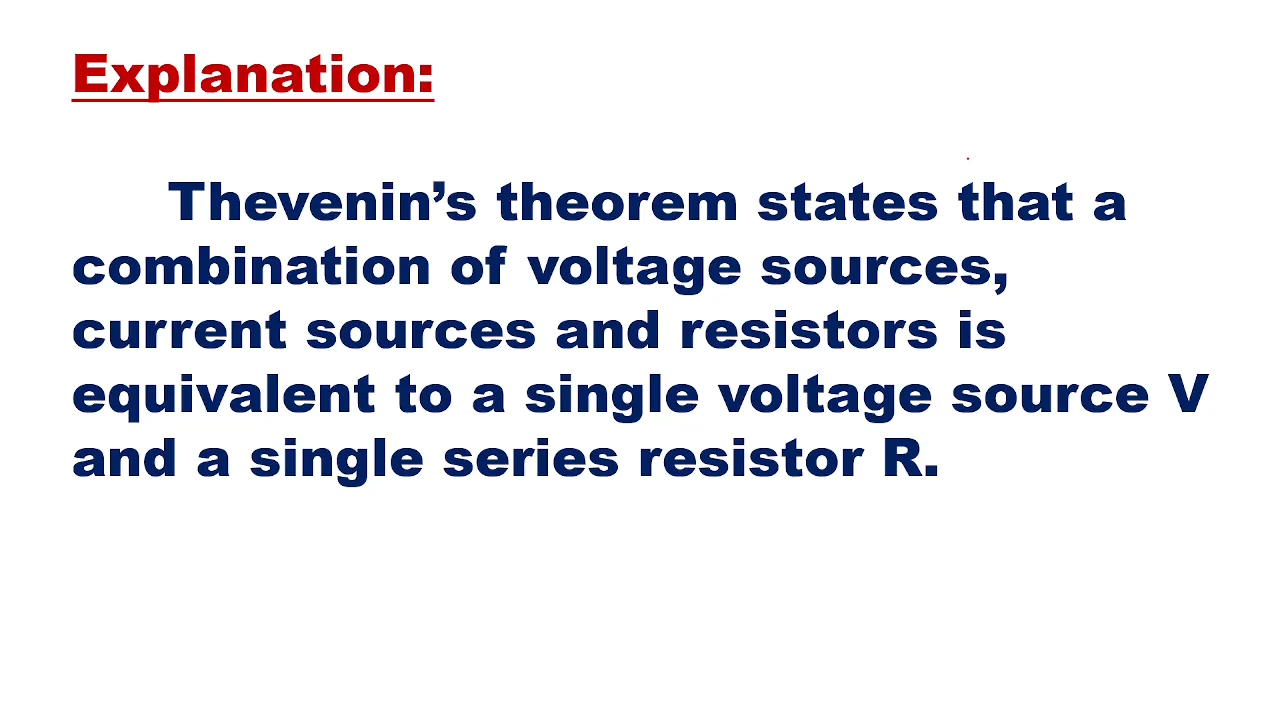 Explanation:
Thevenin’s theorem states that a
combination of voltage sources,
current sources and resistors is
equivalent to a single voltage source V
and a single series resistor R.